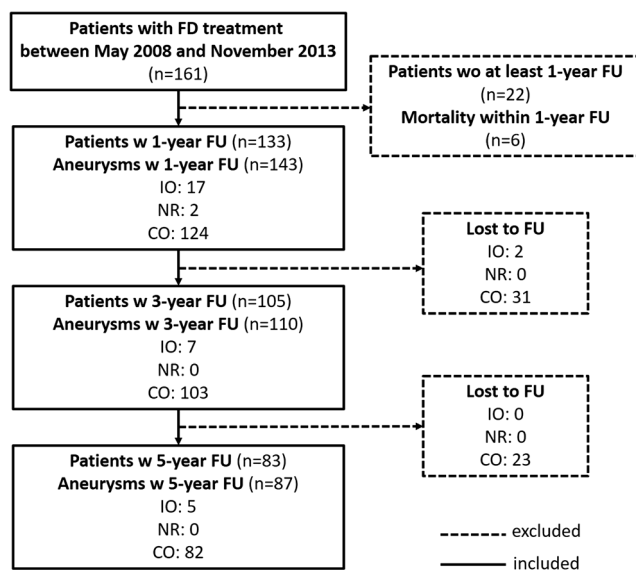 Patients with FD treatment
between May 2008 and November 2013
(n=161)
Patients wo at least 1-year FU
(n=22)
Mortality within 1-year FU
(n=6)
Patients w 1-year FU (n=133)
Aneurysms w 1-year FU (n=143)
IO: 17
NR: 2
CO: 124
Lost to FU
IO: 2
NR: 0
CO: 31
Patients w 3-year FU (n=105)
Aneurysms w 3-year FU (n=110)
IO: 7
NR: 0
CO: 103
Lost to FU
IO: 0
NR: 0
CO: 23
Patients w 5-year FU (n=83)
Aneurysms w 5-year FU (n=87)
IO: 5
NR: 0
CO: 82
excluded
included